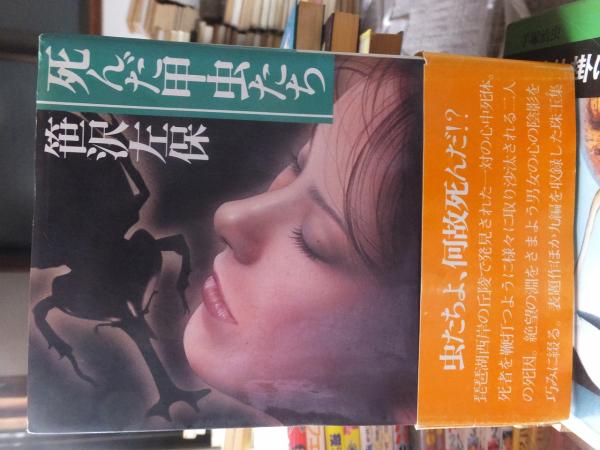 死んだ甲虫たち
笹沢左保
虫たちよ、何故死んだ!?
琵琶湖西岸の丘陵で発見された一対の心中死体。
死者を鞭打つように様々に取り沙汰される二人
の死因。絶望の淵をさまよう男女の心の陰影を
巧みに綴る、表題作ほか九編を収録した珠玉集